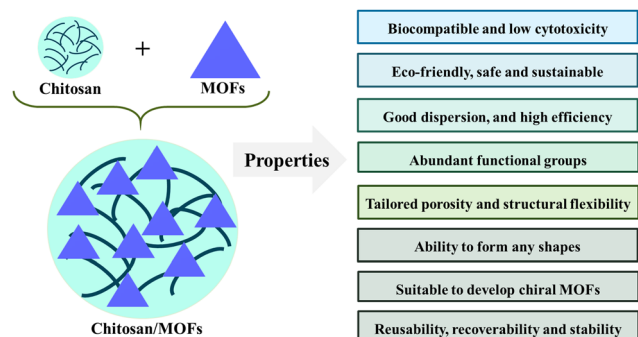 +
Chitosan
MOFs
Chitosan/MOFs
Properties
Biocompatible and low cytotoxicity
Eco-friendly, safe and sustainable
Good dispersion, and high efficiency
Abundant functional groups
Tailored porosity and structural flexibility
Ability to form any shapes
Suitable to develop chiral MOFs
Reusability, recoverability and stability